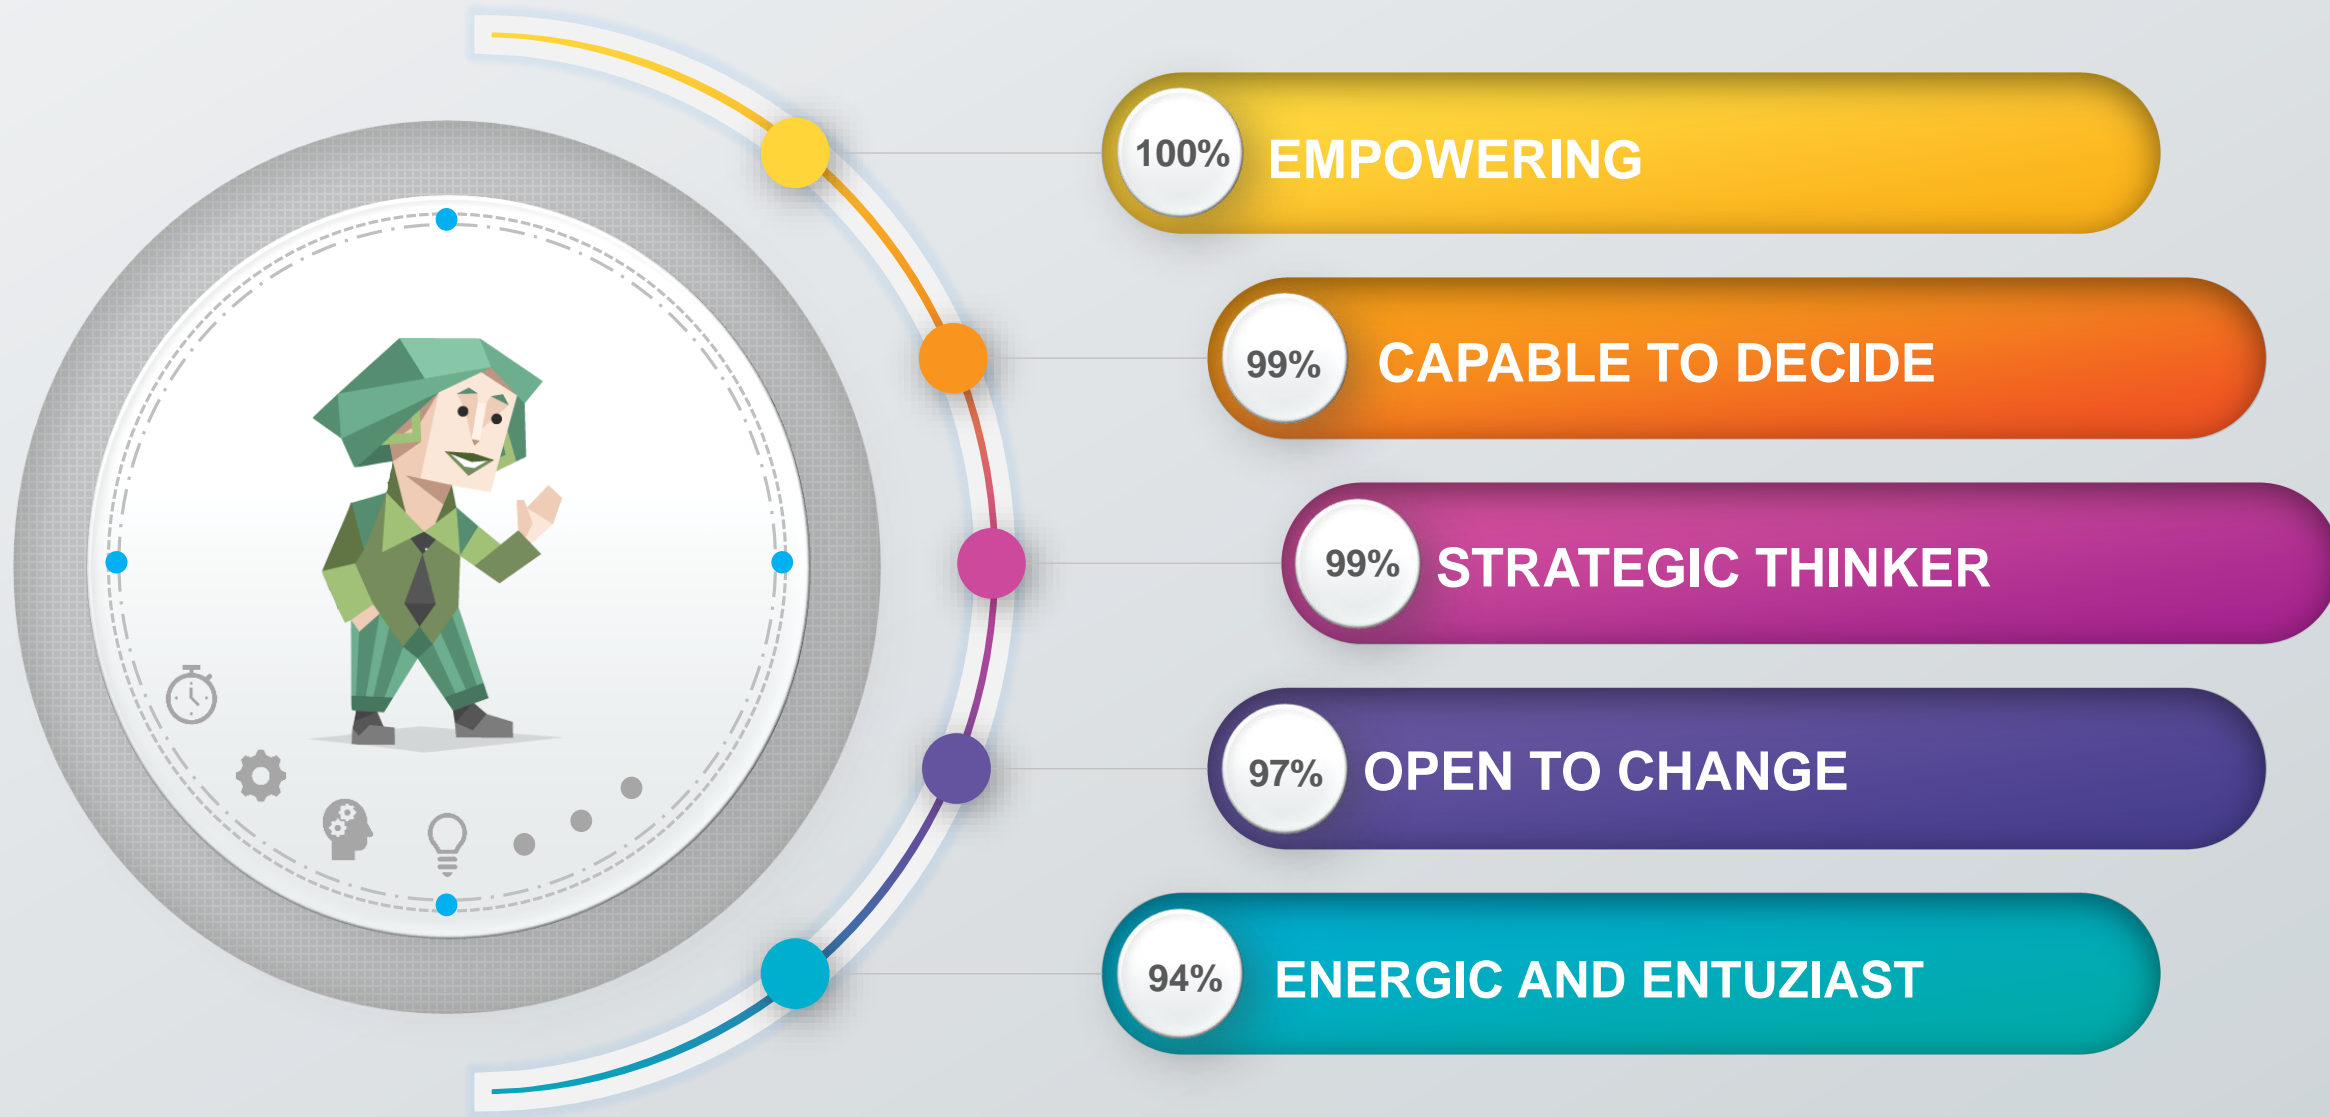 100% EMPOWERING
99% CAPABLE TO DECIDE
99% STRATEGIC THINKER
97% OPEN TO CHANGE
94% ENERGIC AND ENTUZIAST